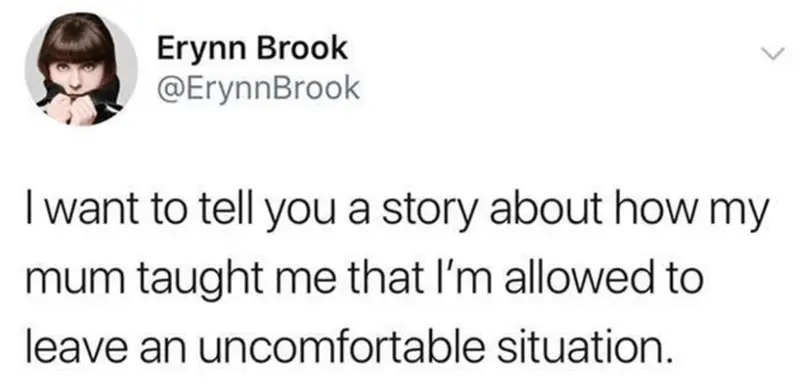 Erynn Brook
@ErynnBrook
I want to tell you a story about how my
mum taught me that I'm allowed to
leave an uncomfortable situation.